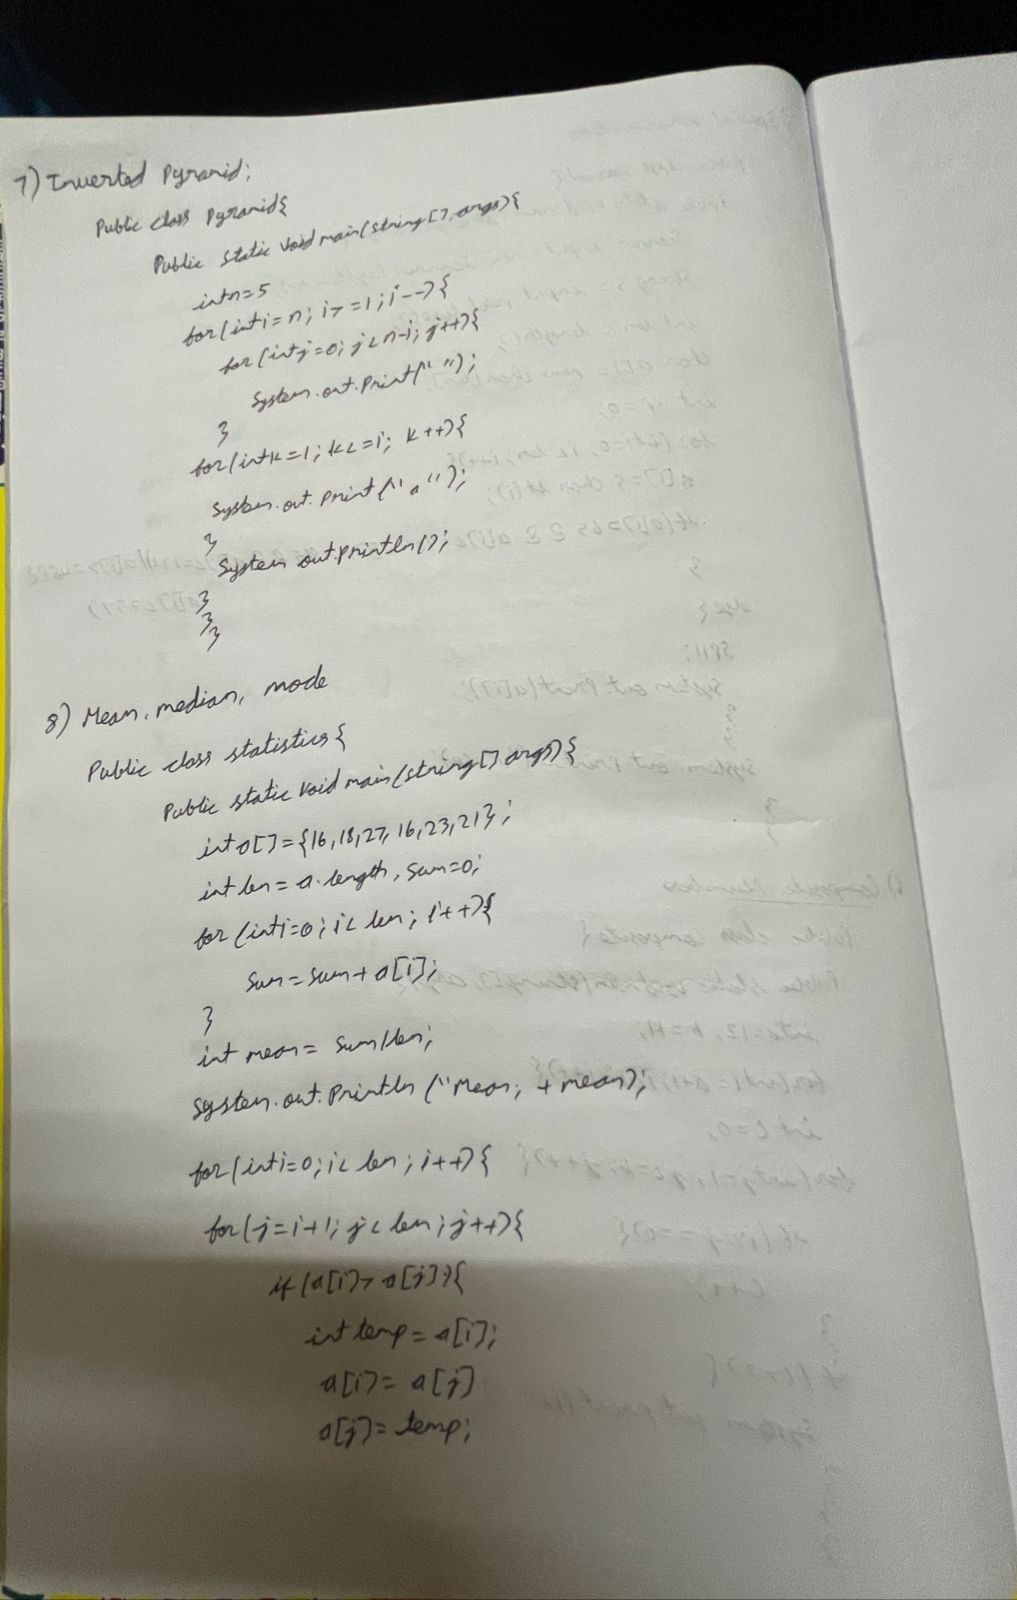 7) Inverted Pyramid;
Public class Pyramid{
Public static void main(string[] args){
int n=5
for(int i=n; i>=1; i--){
for(int j=0; j<n-i; j++){
System.out.Print(" ");
}
for(int k=1; k<=i; k++){
System.out.Print("a");
}
System out.println();
}
}
}
8) Mean, median, mode
Public class statistics{
Public static void main(string[] args){
int a[]={16,18,27,16,23,21};
int len=a.length, sum=0;
for(int i=0; i< len; i++){
sum=sum+a[i];
}
int mean= sum/len;
System.out.Println("Mean; +mean);
for(int i=0; i< len; i++){
for(j=i+1; j< len; j++){
if(a[i]> a[j]){
int temp=a[i];
a[i]= a[j]
a[j]= temp;